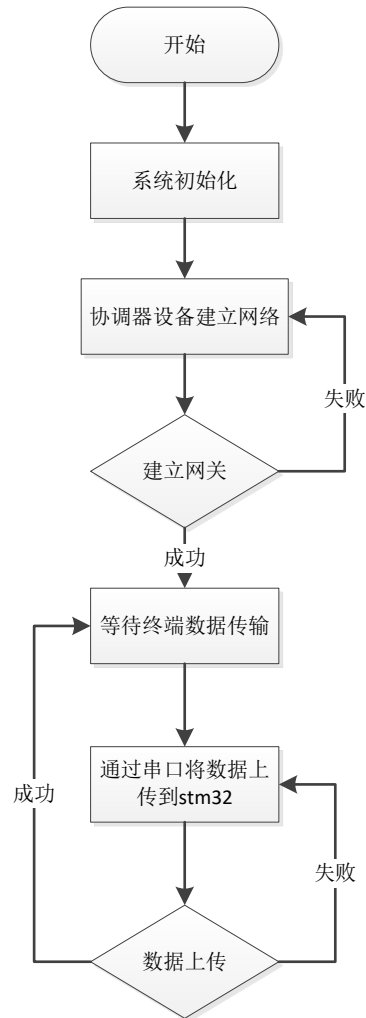 开始
系统初始化
协调器设备建立网络
失败
建立网关
成功
等待终端数据传输
通过串口将数据上
传到stm32
成功
失败
数据上传